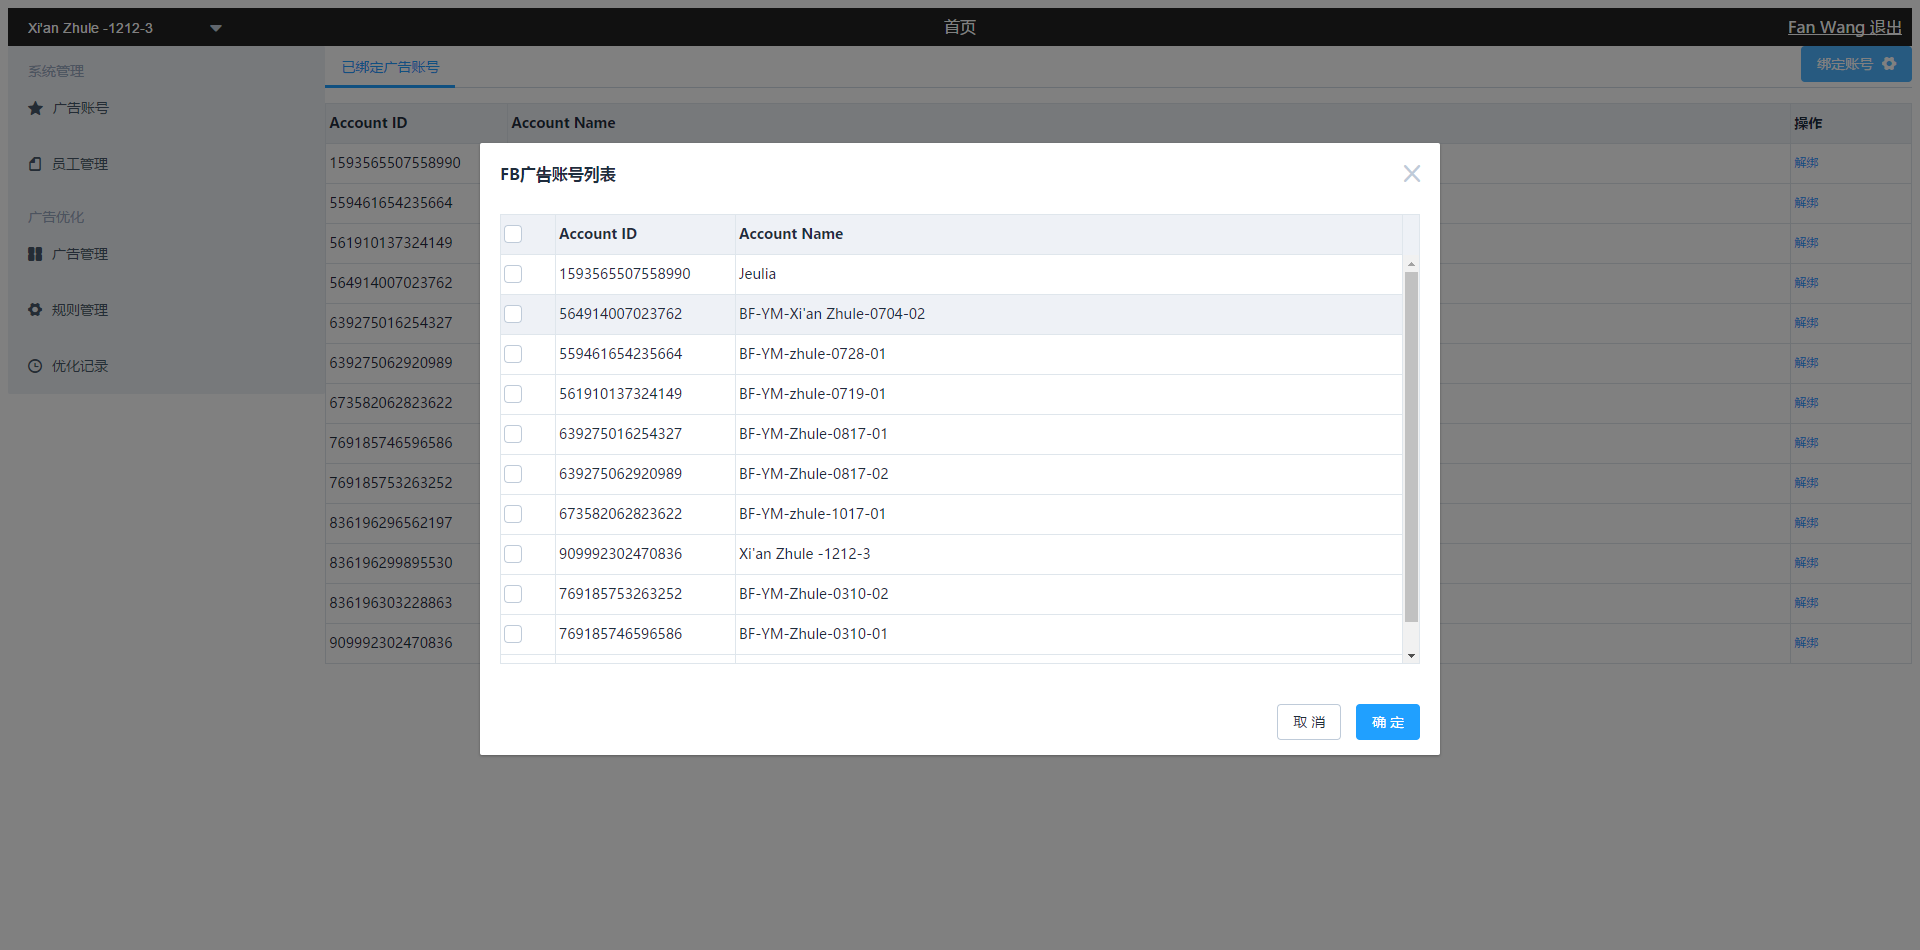 Xi'an Zhule -1212-3 首页 Fan Wang 退出
系统管理
广告账号
员工管理
广告优化
广告管理
规则管理
优化记录
已绑定广告账号 绑定账号
Account ID Account Name 操作
1593565507558990 解绑
559461654235664 解绑
561910137324149 解绑
564914007023762 解绑
639275016254327 解绑
639275062920989 解绑
673582062823622 解绑
769185746596586 解绑
769185753263252 解绑
836196296562197 解绑
836196299895530 解绑
836196303228863 解绑
909992302470836 解绑
FB广告账号列表
Account ID Account Name
1593565507558990 Jeulia
564914007023762 BF-YM-Xi'an Zhule-0704-02
559461654235664 BF-YM-zhule-0728-01
561910137324149 BF-YM-zhule-0719-01
639275016254327 BF-YM-Zhule-0817-01
639275062920989 BF-YM-Zhule-0817-02
673582062823622 BF-YM-zhule-1017-01
909992302470836 Xi'an Zhule -1212-3
769185753263252 BF-YM-Zhule-0310-02
769185746596586 BF-YM-Zhule-0310-01
取 消 确 定